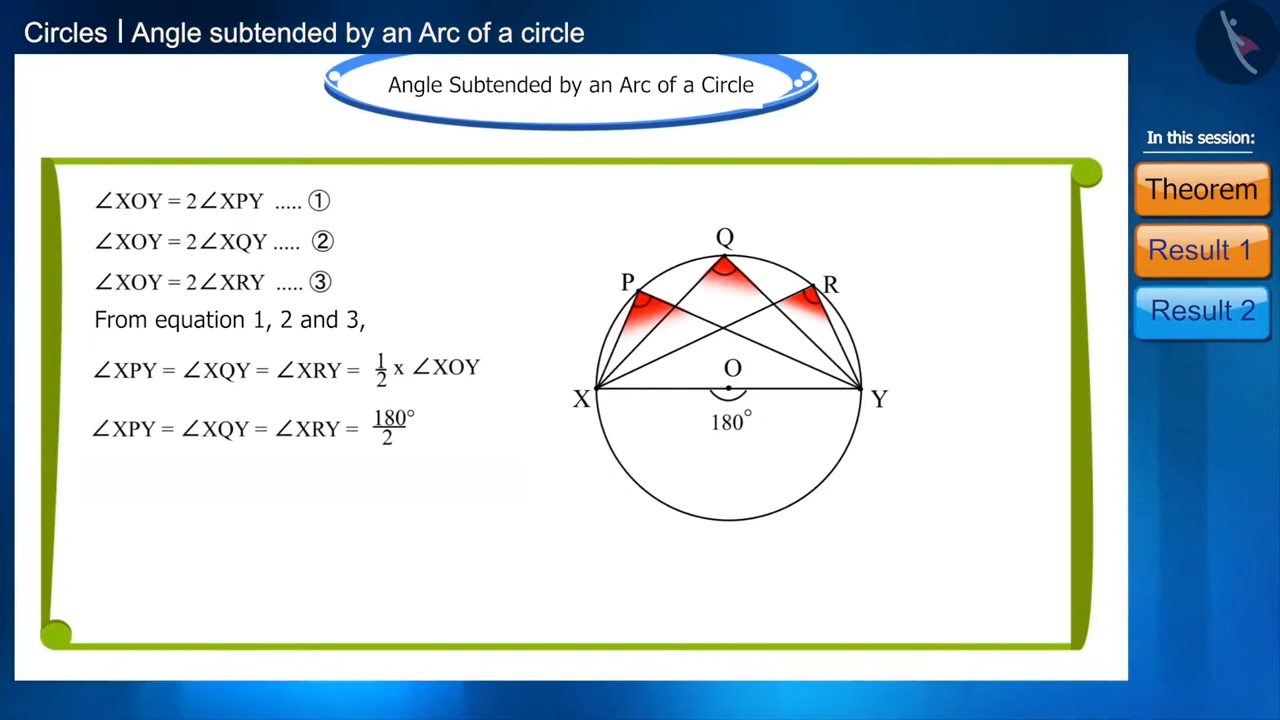 Circles | Angle subtended by an Arc of a circle
Angle Subtended by an Arc of a Circle
In this session:
Theorem
Result 1
Result 2
∠XOY = 2∠XPY ..... ①
∠XOY = 2∠XQY ..... ②
∠XOY = 2∠XRY ..... ③
From equation 1, 2 and 3,
∠XPY = ∠XQY = ∠XRY = 1/2 x ∠XOY
∠XPY = ∠XQY = ∠XRY = 180°/2
Q
P
R
O
X
Y
180°